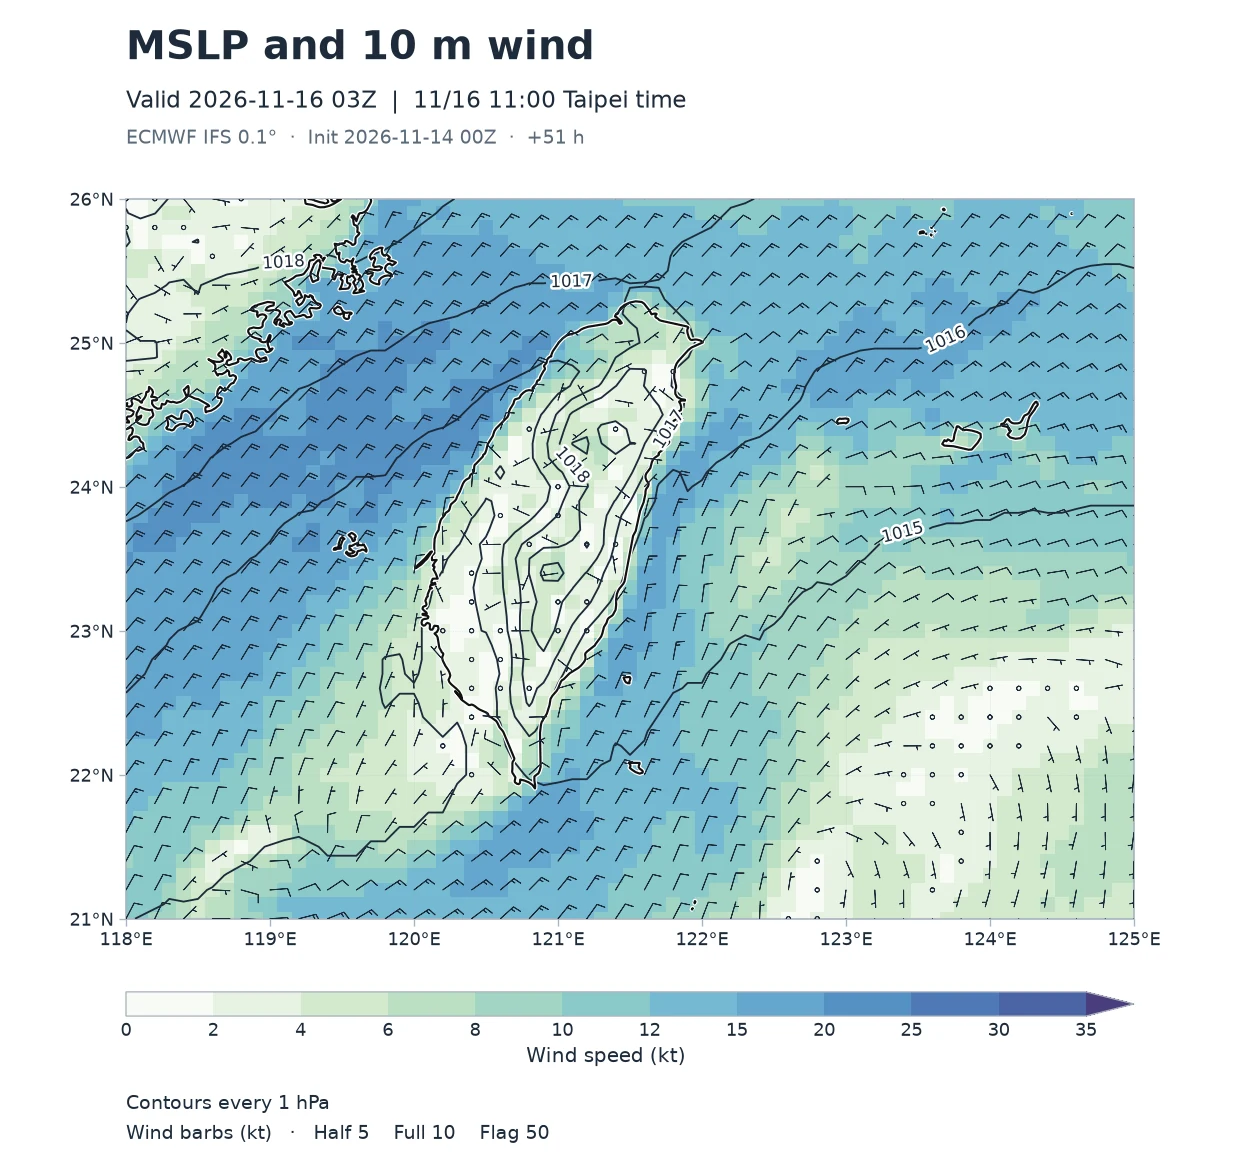 MSLP and 10 m wind
Valid 2026-11-16 03Z | 11/16 11:00 Taipei time
ECMWF IFS 0.1° · Init 2026-11-14 00Z · +51 h
26°N
25°N
24°N
23°N
22°N
21°N
1018
1017
1016
1017
1018
1015
118°E 119°E 120°E 121°E 122°E 123°E 124°E 125°E
0 2 4 6 8 10 12 15 20 25 30 35
Wind speed (kt)
Contours every 1 hPa
Wind barbs (kt) · Half 5 Full 10 Flag 50